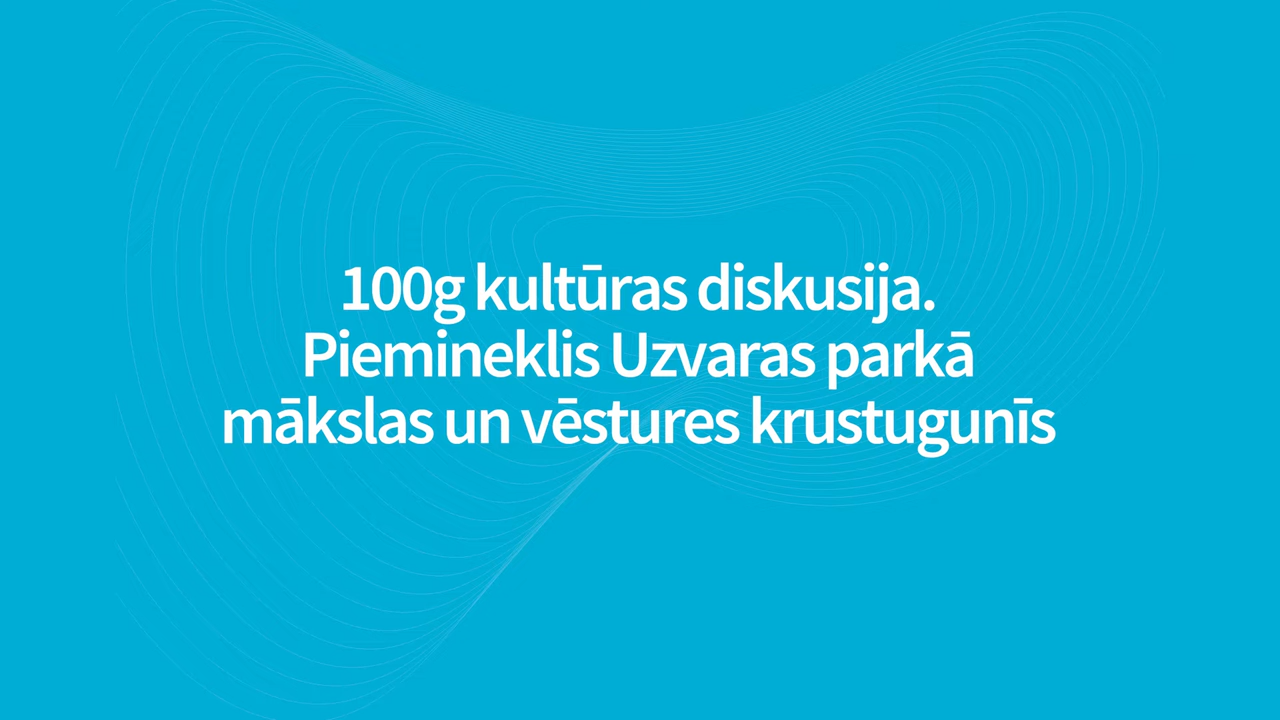 100g kultūras diskusija.
Piemineklis Uzvaras parkā
mākslas un vēstures krustugunīs